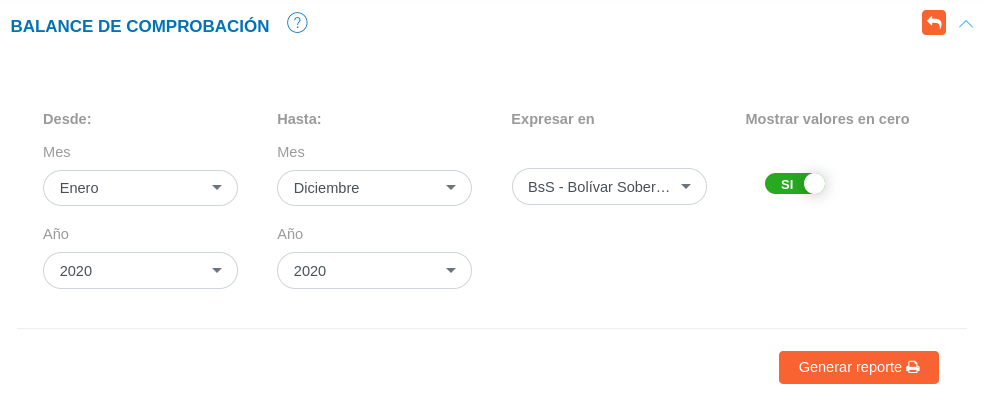 BALANCE DE COMPROBACIÓN ?
Desde: Hasta: Expresar en Mostrar valores en cero
Mes Mes
Enero Diciembre BsS - Bolívar Sober… SI
Año Año
2020 2020
Generar reporte